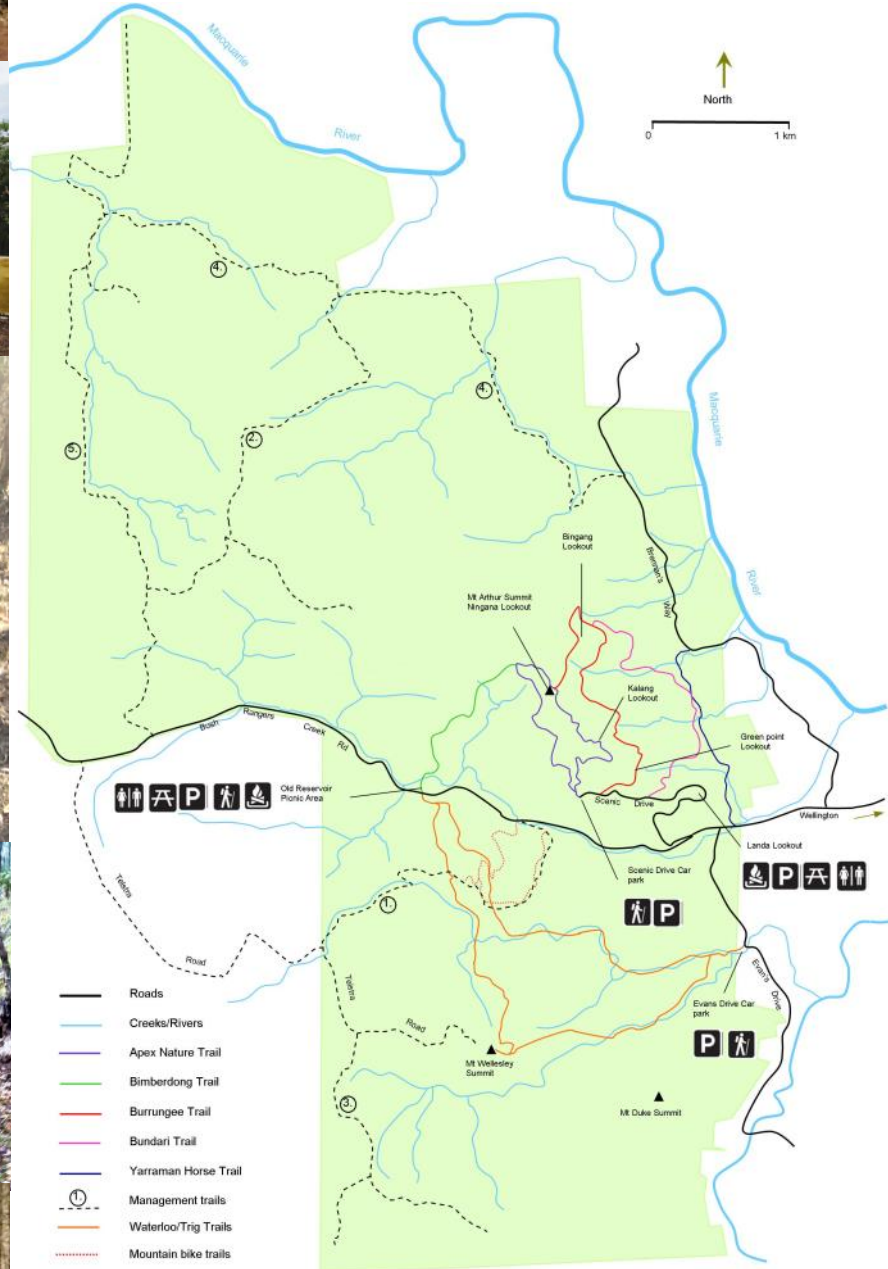 Macquarie
River
North
0 1 km
4.
4.
2.
5.
Macquarie
River
Bingang
Lookout
Brennan's
Way
Mt Arthur Summit
Ningana Lookout
Kalang
Lookout
Green point
Lookout
Bush Rangers Creek Rd
Old Reservoir
Picnic Area
P
Scenic Drive
Wellington
Landa Lookout
P
Scenic Drive Car
park
P
Telstra
Road
1.
Telstra
Road
Evan's
Drive
Evans Drive Car
park
P
Mt Wellesley
Summit
Mt Duke Summit
3.
Roads
Creeks/Rivers
Apex Nature Trail
Bimberdong Trail
Burrungee Trail
Bundari Trail
Yarraman Horse Trail
1.
Management trails
Waterloo/Trig Trails
Mountain bike trails